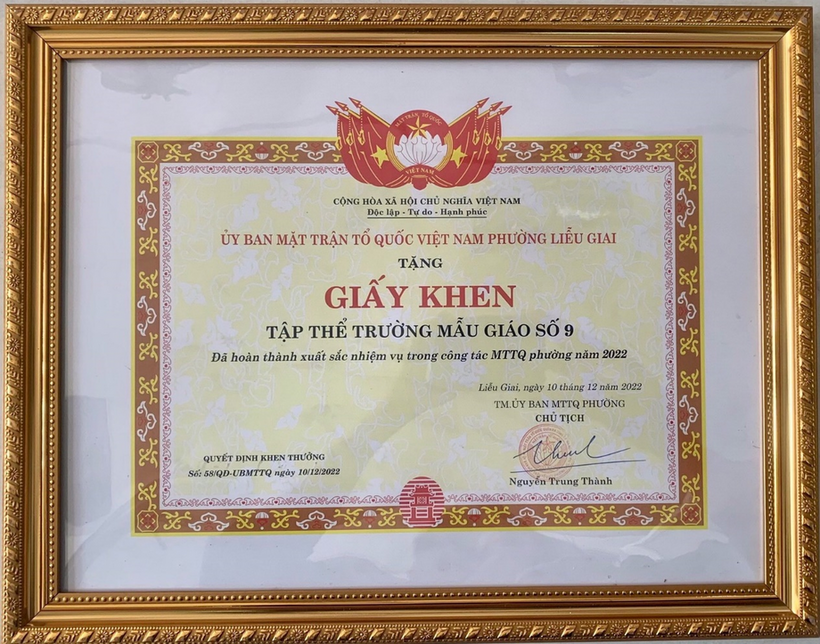 MẶT TRẬN TỔ QUỐC
VIỆT NAM
CỘNG HÒA XÃ HỘI CHỦ NGHĨA VIỆT NAM
Độc lập - Tự do - Hạnh phúc
ỦY BAN MẶT TRẬN TỔ QUỐC VIỆT NAM PHƯỜNG LIỄU GIAI
TẶNG
GIẤY KHEN
TẬP THỂ TRƯỜNG MẪU GIÁO SỐ 9
Đã hoàn thành xuất sắc nhiệm vụ trong công tác MTTQ phường năm 2022
Liễu Giai, ngày 10 tháng 12 năm 2022
TM.ỦY BAN MTTQ PHƯỜNG
CHỦ TỊCH
QUYẾT ĐỊNH KHEN THƯỞNG
Số: 58/QĐ-UBMTTQ ngày 10/12/2022
Nguyễn Trung Thành